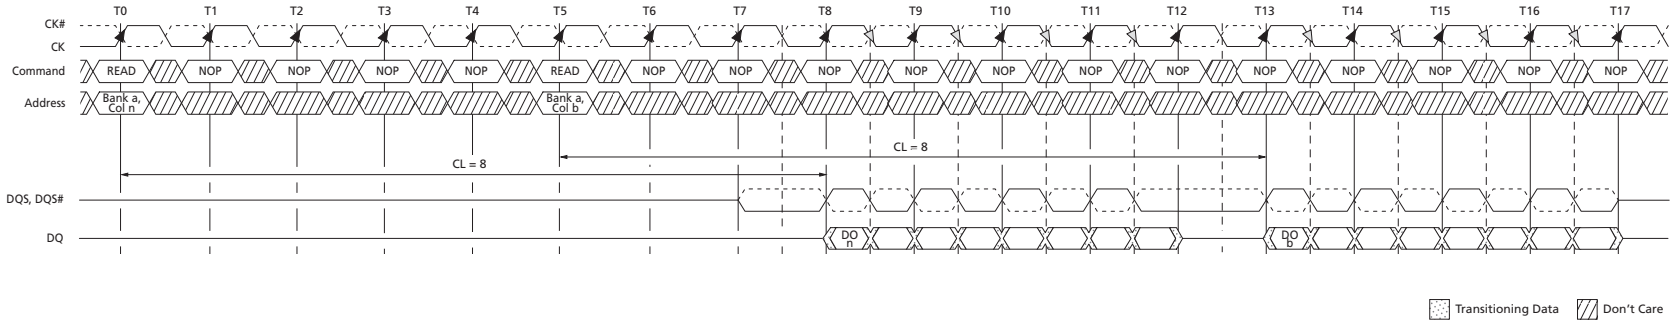 T0 T1 T2 T3 T4 T5 T6 T7 T8 T9 T10 T11 T12 T13 T14 T15 T16 T17
CK#
CK
Command READ NOP NOP NOP NOP READ NOP NOP NOP NOP NOP NOP NOP NOP NOP NOP NOP NOP
Address Bank a, Bank a,
Col n Col b
CL = 8
CL = 8
DQS, DQS#
DQ DO DO
n b
Transitioning Data Don't Care